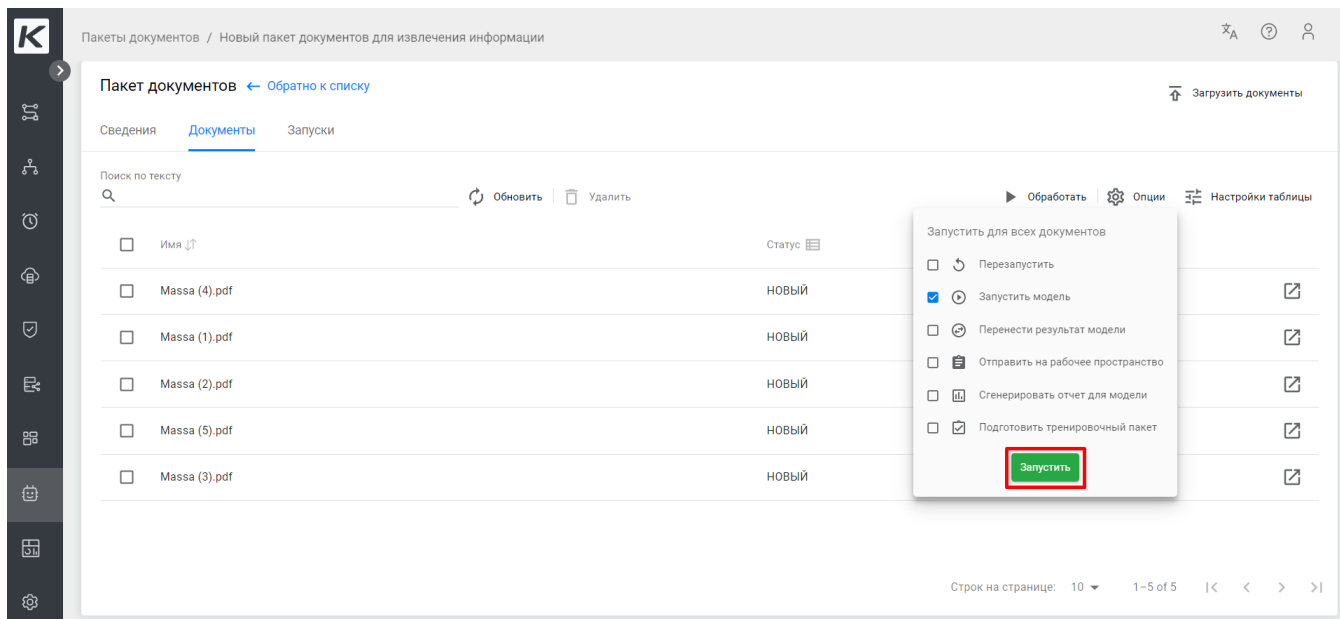 K
Пакеты документов / Новый пакет документов для извлечения информации
Пакет документов ← Обратно к списку
Загрузить документы
Сведения Документы Запуски
Поиск по тексту
Обновить Удалить Обработать Опции Настройки таблицы
Имя Статус
Massa (4).pdf НОВЫЙ
Massa (1).pdf НОВЫЙ
Massa (2).pdf НОВЫЙ
Massa (5).pdf НОВЫЙ
Massa (3).pdf НОВЫЙ
Запустить для всех документов
Перезапустить
Запустить модель
Перенести результат модели
Отправить на рабочее пространство
Сгенерировать отчет для модели
Подготовить тренировочный пакет
Запустить
Строк на странице: 10 1–5 of 5